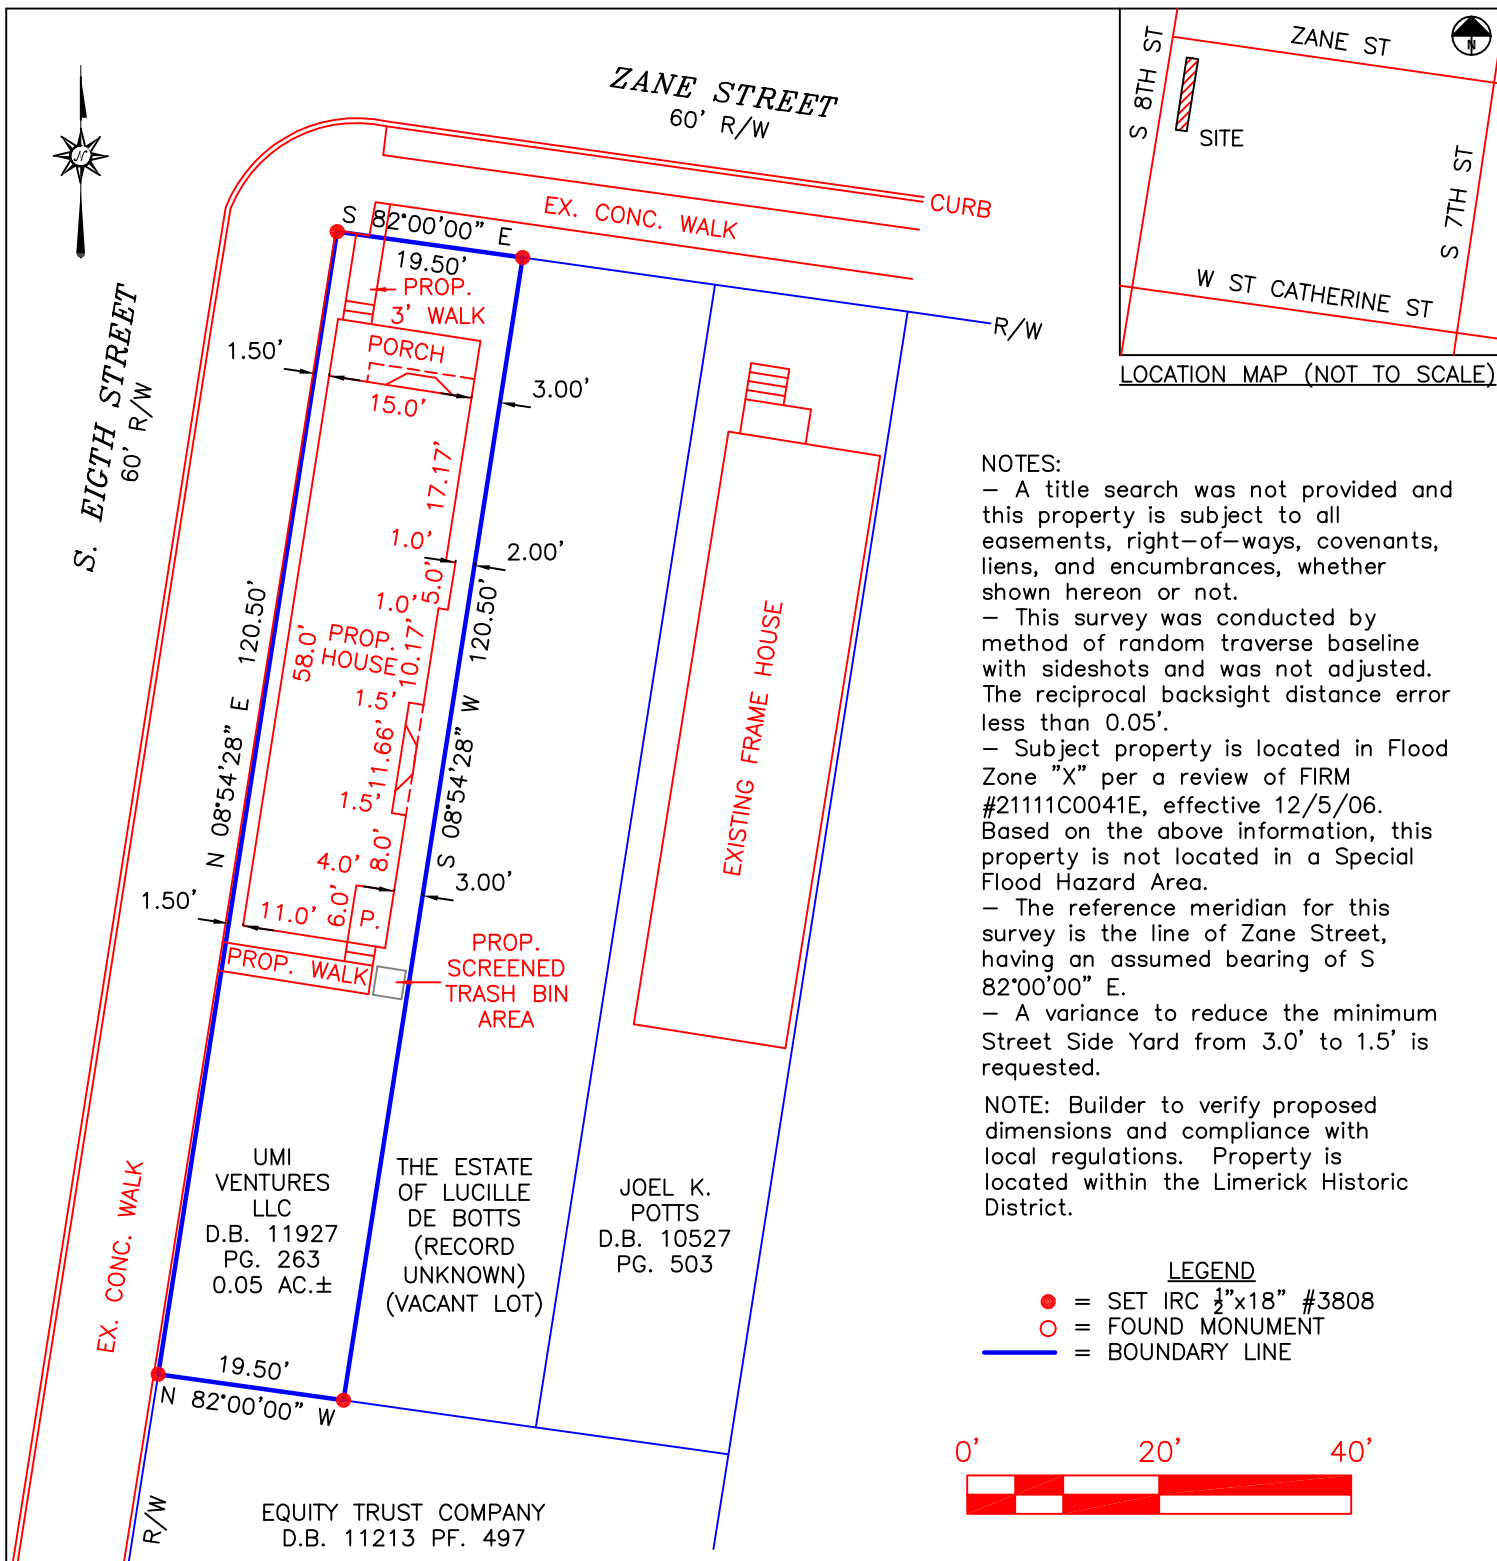 ZANE STREET
60' R/W
N
S. EIGTH STREET
60' R/W
CURB
EX. CONC. WALK
S 82°00'00" E
19.50'
PROP.
3' WALK
PORCH
1.50'
15.0'
3.00'
R/W
17.17'
1.0'
2.00'
5.0'
1.0'
N 08°54'28" E 120.50'
S 08°54'28" W 120.50'
58.0'
PROP.
HOUSE
10.17'
1.5'
11.66'
1.5'
8.0'
4.0'
3.00'
1.50'
11.0'
6.0'
P.
PROP. WALK
PROP.
SCREENED
TRASH BIN
AREA
EXISTING FRAME HOUSE
EX. CONC. WALK
UMI
VENTURES
LLC
D.B. 11927
PG. 263
0.05 AC.±
THE ESTATE
OF LUCILLE
DE BOTTS
(RECORD
UNKNOWN)
(VACANT LOT)
JOEL K.
POTTS
D.B. 10527
PG. 503
19.50'
N 82°00'00" W
R/W
EQUITY TRUST COMPANY
D.B. 11213 PF. 497
S 8TH ST
ZANE ST
N
SITE
S 7TH ST
W ST CATHERINE ST
LOCATION MAP (NOT TO SCALE)
NOTES:
– A title search was not provided and
this property is subject to all
easements, right–of–ways, covenants,
liens, and encumbrances, whether
shown hereon or not.
– This survey was conducted by
method of random traverse baseline
with sideshots and was not adjusted.
The reciprocal backsight distance error
less than 0.05'.
– Subject property is located in Flood
Zone "X" per a review of FIRM
#21111C0041E, effective 12/5/06.
Based on the above information, this
property is not located in a Special
Flood Hazard Area.
– The reference meridian for this
survey is the line of Zane Street,
having an assumed bearing of S
82°00'00" E.
– A variance to reduce the minimum
Street Side Yard from 3.0' to 1.5' is
requested.
NOTE: Builder to verify proposed
dimensions and compliance with
local regulations. Property is
located within the Limerick Historic
District.
LEGEND
= SET IRC ½"x18" #3808
= FOUND MONUMENT
= BOUNDARY LINE
0' 20' 40'